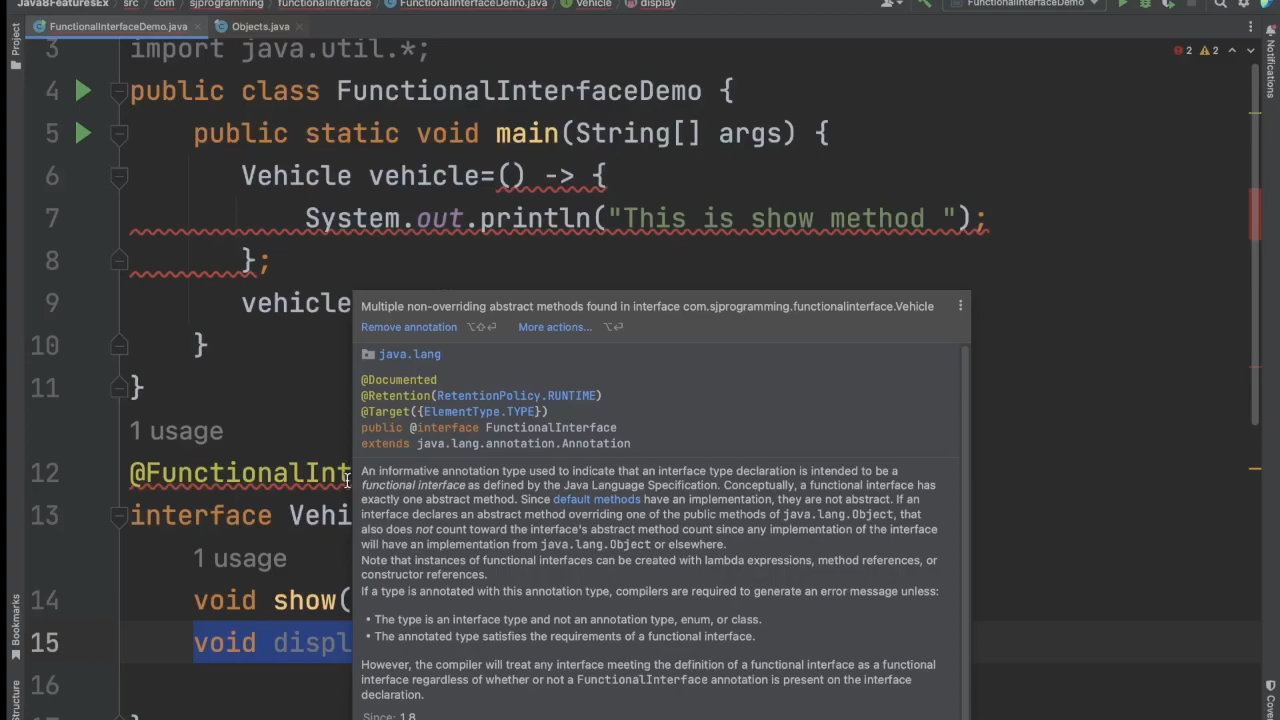 Java8FeaturesEx src com sjprogramming functionalinterface FunctionalInterfaceDemo Vehicle display FunctionalInterfaceDemo
Project FunctionalInterfaceDemo.java Objects.java
Notifications
3 import java.util.*; 2 2
4 public class FunctionalInterfaceDemo {
5 public static void main(String[] args) {
6 Vehicle vehicle=() -> {
7 System.out.println("This is show method ");
8 };
9 vehicle
10 }
11 }
1 usage
12 @FunctionalInt
13 interface Vehi
1 usage
14 void show(
15 void displ
16
Multiple non-overriding abstract methods found in interface com.sjprogramming.functionalinterface.Vehicle
Remove annotation ⌥⇧⏎ More actions... ⌥⏎
java.lang
@Documented
@Retention(RetentionPolicy.RUNTIME)
@Target({ElementType.TYPE})
public @interface FunctionalInterface
extends java.lang.annotation.Annotation
An informative annotation type used to indicate that an interface type declaration is intended to be a
functional interface as defined by the Java Language Specification. Conceptually, a functional interface has
exactly one abstract method. Since default methods have an implementation, they are not abstract. If an
interface declares an abstract method overriding one of the public methods of java.lang.Object, that
also does not count toward the interface's abstract method count since any implementation of the interface
will have an implementation from java.lang.Object or elsewhere.
Note that instances of functional interfaces can be created with lambda expressions, method references, or
constructor references.
If a type is annotated with this annotation type, compilers are required to generate an error message unless:
• The type is an interface type and not an annotation type, enum, or class.
• The annotated type satisfies the requirements of a functional interface.
However, the compiler will treat any interface meeting the definition of a functional interface as a functional
interface regardless of whether or not a FunctionalInterface annotation is present on the interface
declaration.
Since: 1.8
Bookmarks
Structure
Cove